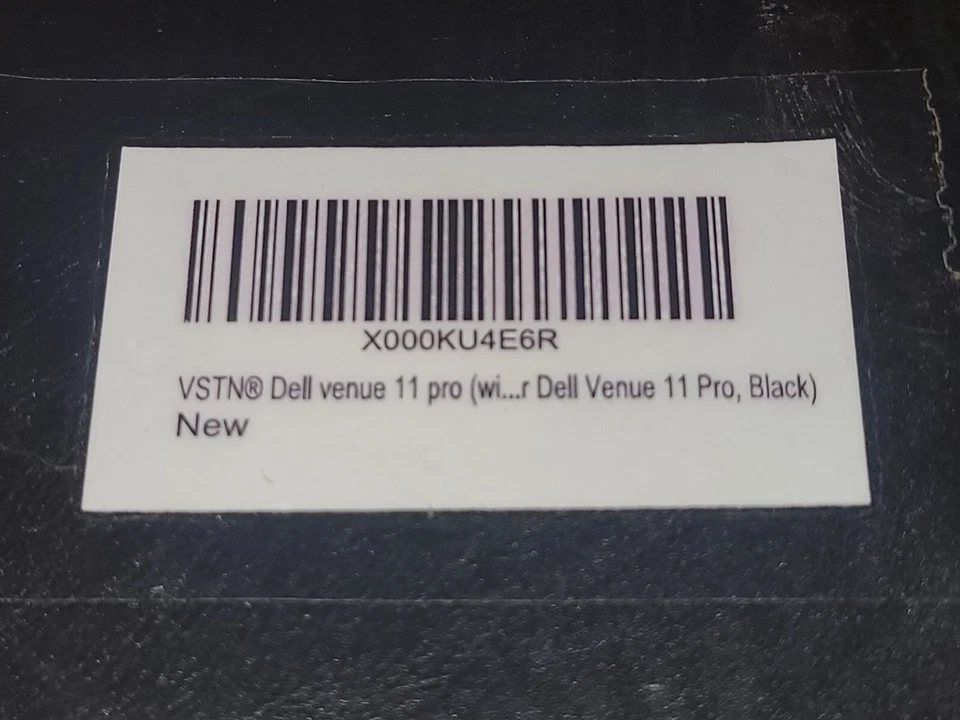 X000KU4E6R
VSTN® Dell venue 11 pro (wi...r Dell Venue 11 Pro, Black)
New